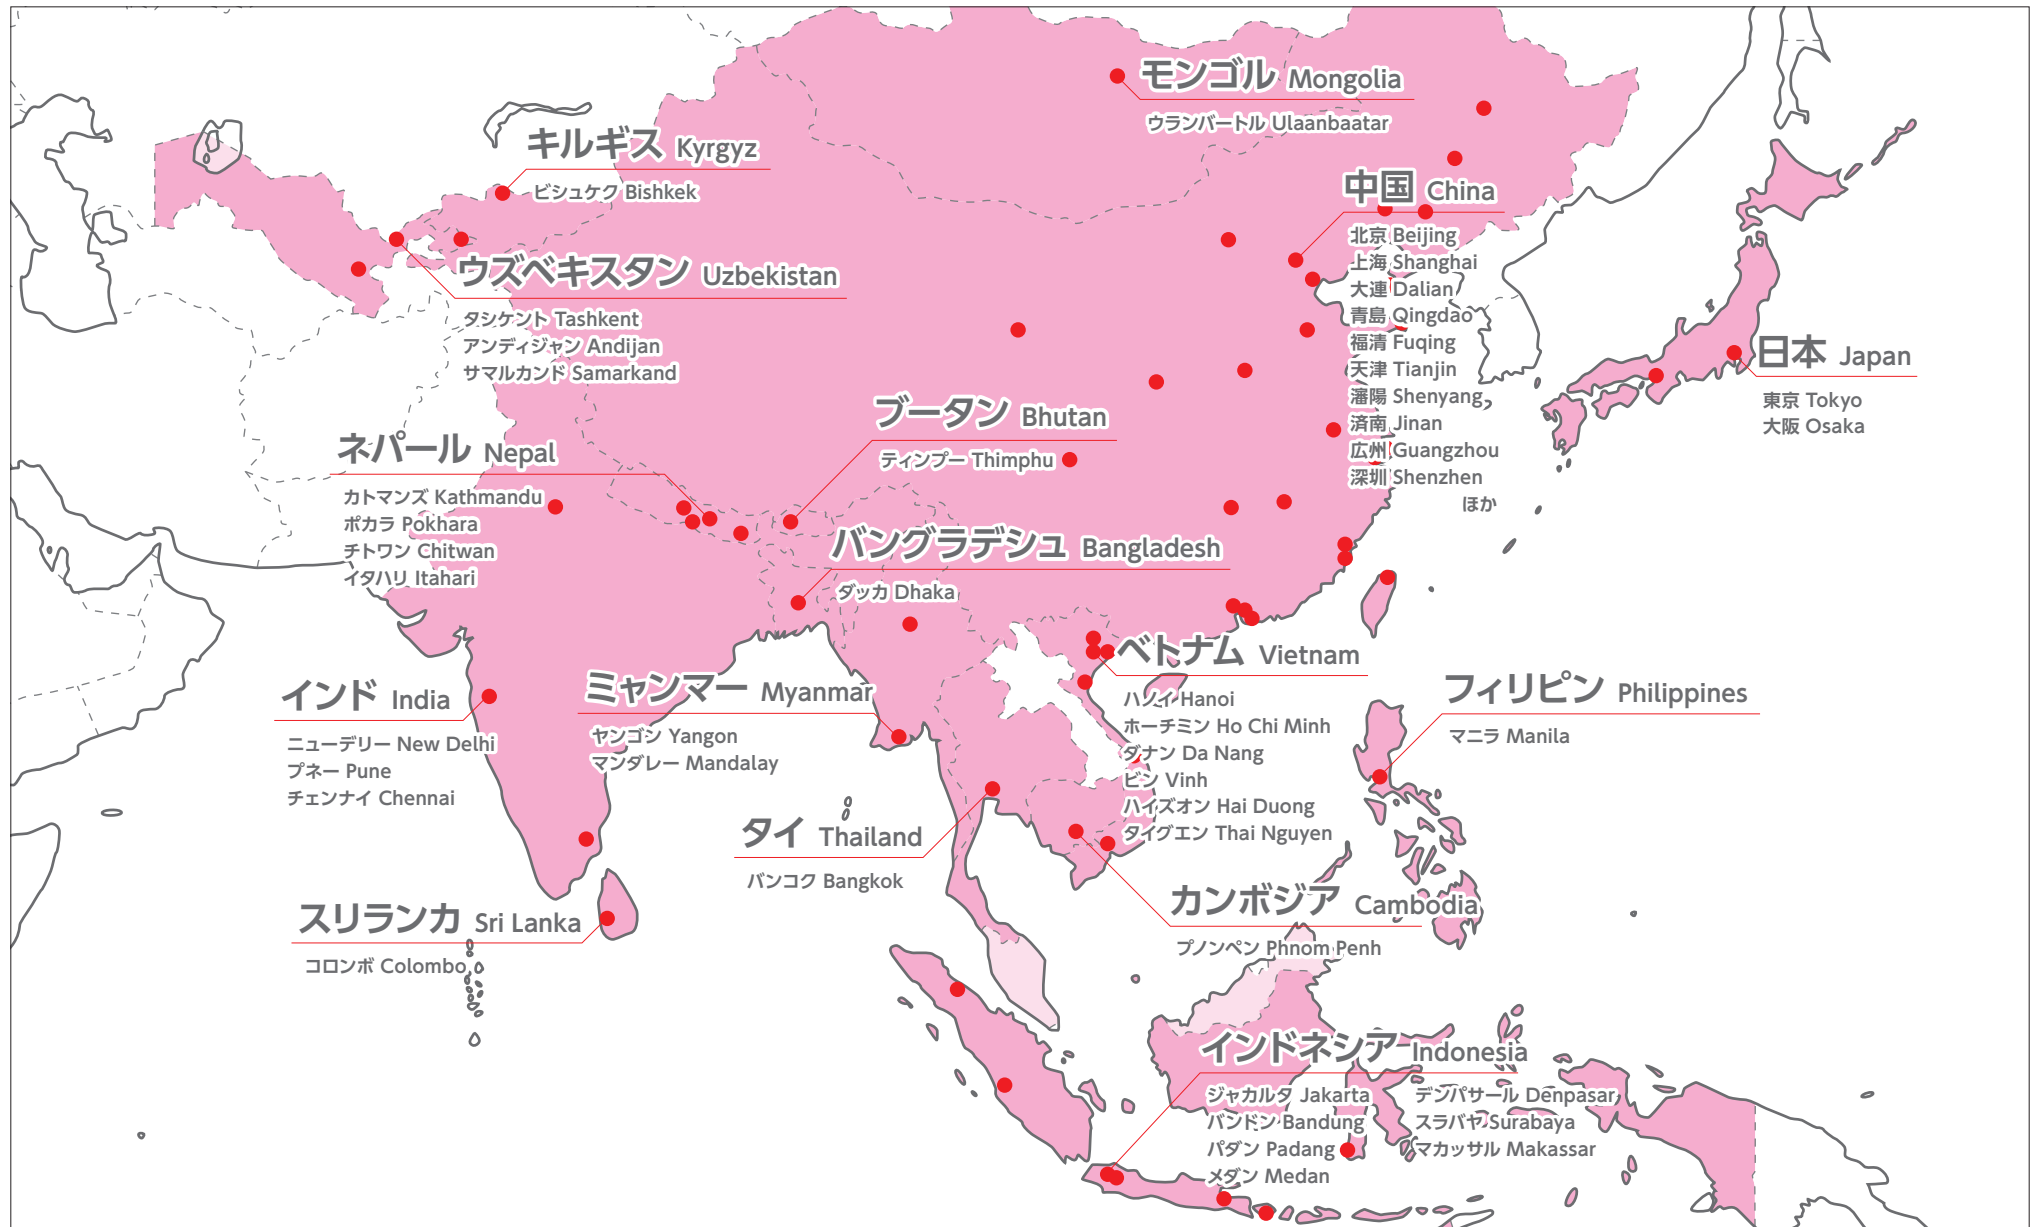 モンゴル Mongolia
ウランバートル Ulaanbaatar
キルギス Kyrgyz
ビシュケク Bishkek
中国 China
北京 Beijing
上海 Shanghai
大連 Dalian
青島 Qingdao
福清 Fuqing
天津 Tianjin
瀋陽 Shenyang
済南 Jinan
広州 Guangzhou
深圳 Shenzhen
ほか
ウズベキスタン Uzbekistan
タシケント Tashkent
アンディジャン Andijan
サマルカンド Samarkand
日本 Japan
東京 Tokyo
大阪 Osaka
ブータン Bhutan
ティンプー Thimphu
ネパール Nepal
カトマンズ Kathmandu
ポカラ Pokhara
チトワン Chitwan
イタハリ Itahari
バングラデシュ Bangladesh
ダッカ Dhaka
ベトナム Vietnam
ハノイ Hanoi
ホーチミン Ho Chi Minh
ダナン Da Nang
ビン Vinh
ハイズオン Hai Duong
タイグエン Thai Nguyen
インド India
ニューデリー New Delhi
プネー Pune
チェンナイ Chennai
ミャンマー Myanmar
ヤンゴン Yangon
マンダレー Mandalay
フィリピン Philippines
マニラ Manila
タイ Thailand
バンコク Bangkok
カンボジア Cambodia
プノンペン Phnom Penh
スリランカ Sri Lanka
コロンボ Colombo
インドネシア Indonesia
ジャカルタ Jakarta
バンドン Bandung
パダン Padang
メダン Medan
デンパサール Denpasar
スラバヤ Surabaya
マカッサル Makassar